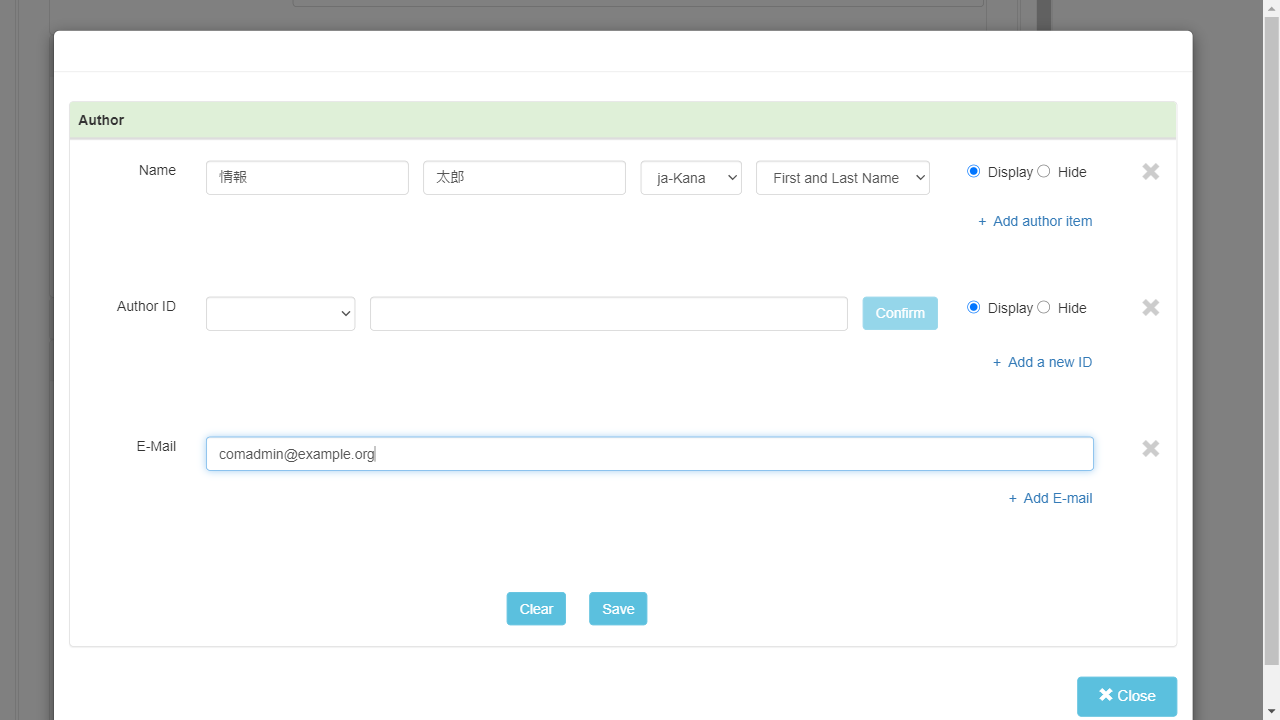 Author
Name 情報 太郎 ja-Kana First and Last Name Display Hide
+ Add author item
Author ID Confirm Display Hide
+ Add a new ID
E-Mail comadmin@example.org
+ Add E-mail
Clear Save
Close